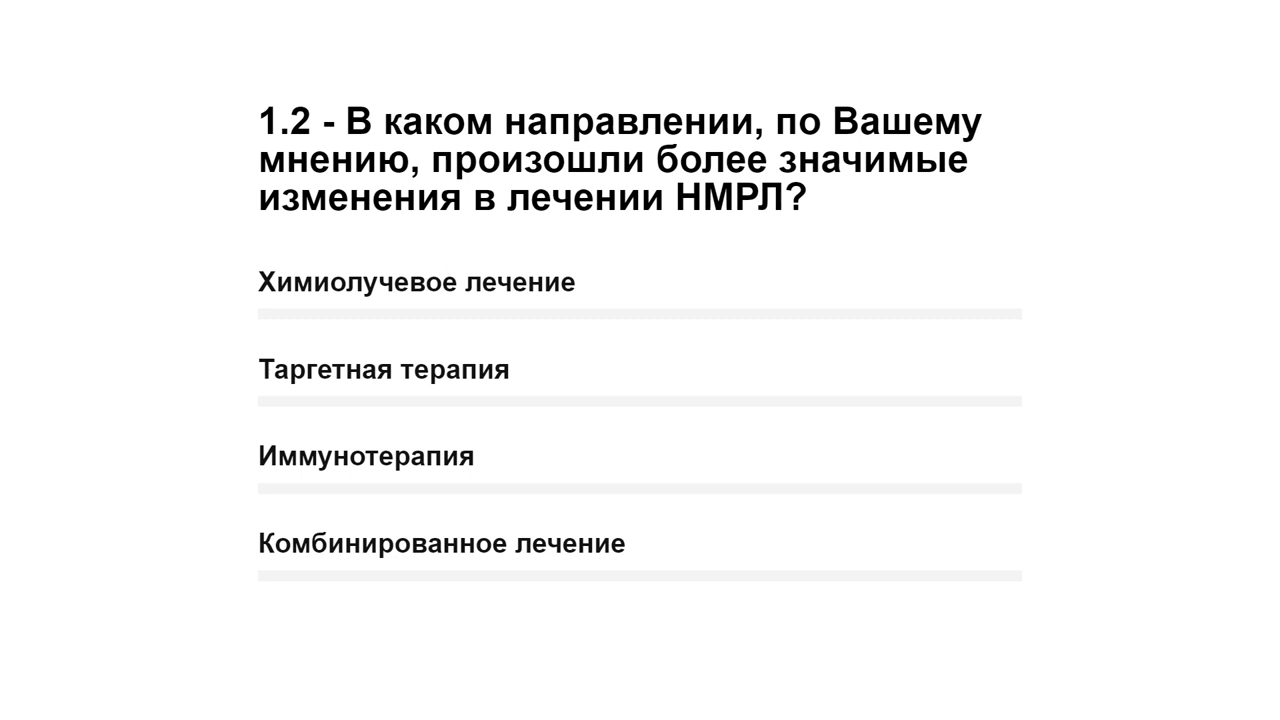 1.2 - В каком направлении, по Вашему
мнению, произошли более значимые
изменения в лечении НМРЛ?
Химиолучевое лечение
Таргетная терапия
Иммунотерапия
Комбинированное лечение